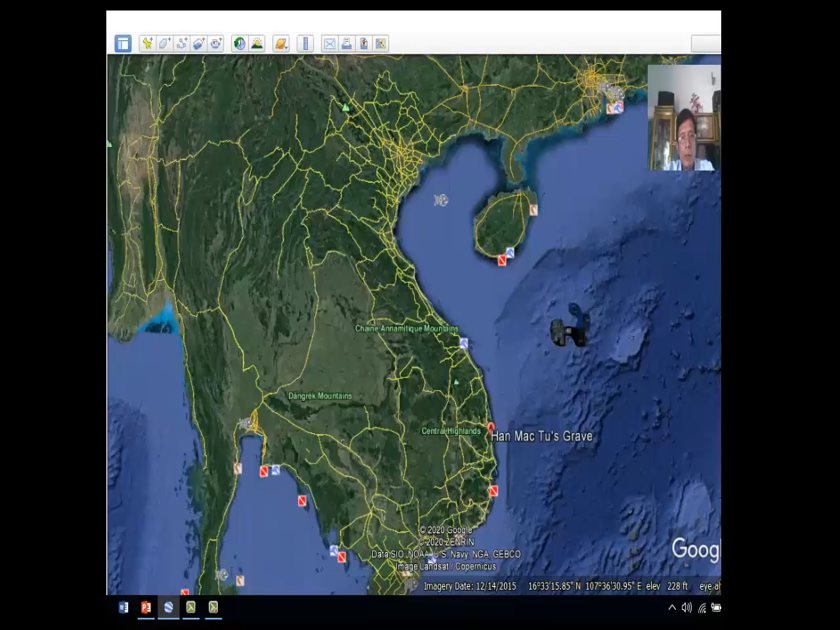 Chaîne Annamitique Mountains
Dangrek Mountains
Central Highlands
Han Mac Tu's Grave
© 2020 Google
© 2020 ZENRIN
Data SIO, NOAA, U.S. Navy, NGA, GEBCO
Image Landsat / Copernicus
Googl
Imagery Date: 12/14/2015 16°33'15.85" N 107°36'30.95" E elev 228 ft eye al